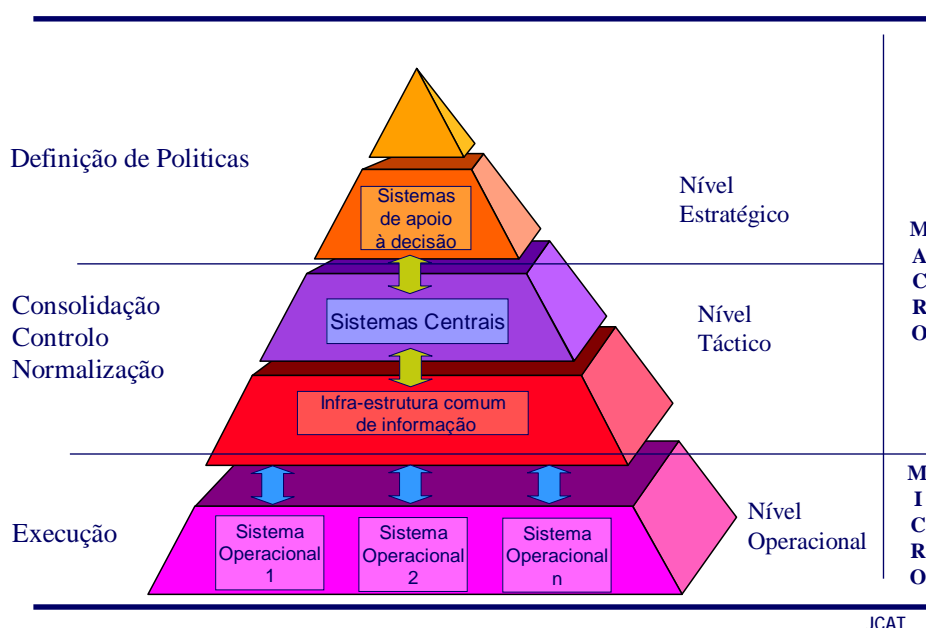 Definição de Politicas
Sistemas
de apoio
à decisão
Nível
Estratégico
M
A
C
R
O
Consolidação
Controlo
Normalização
Sistemas Centrais
Nível
Táctico
Infra-estrutura comum
de informação
M
I
C
R
O
Execução
Sistema
Operacional
1
Sistema
Operacional
2
Sistema
Operacional
n
Nível
Operacional
JCAT